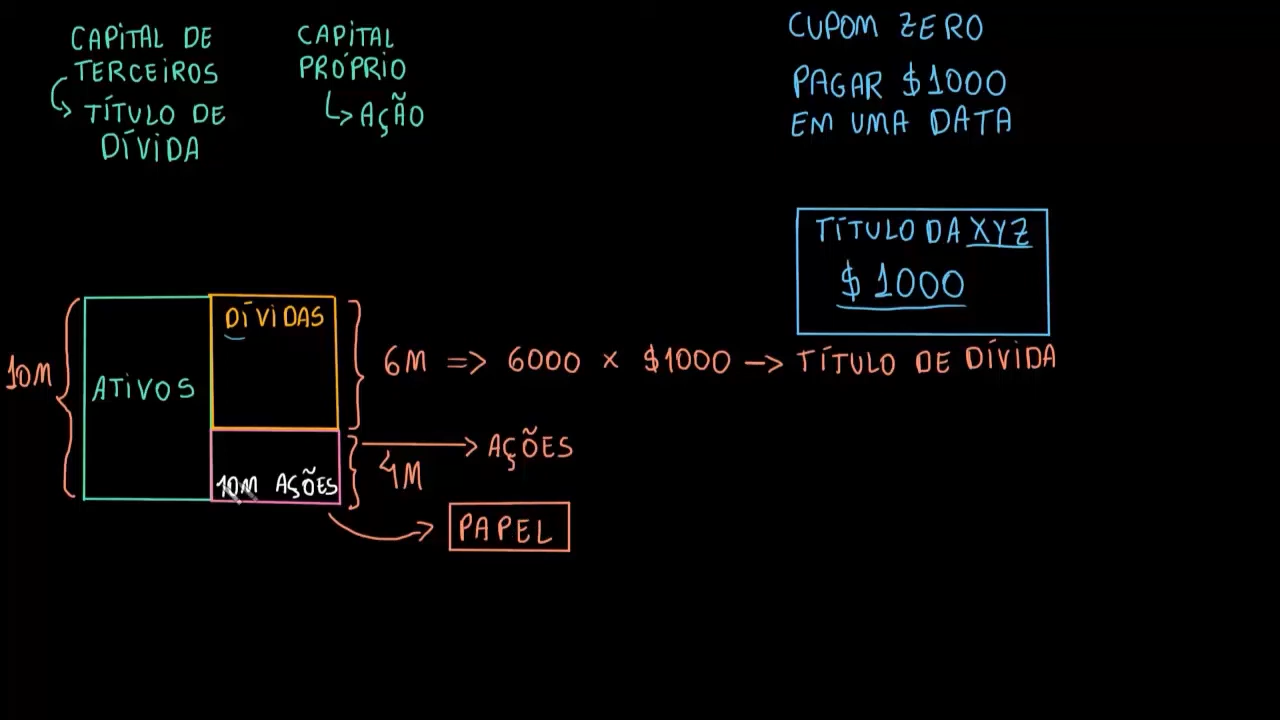 CAPITAL DE
TERCEIROS
TÍTULO DE
DÍVIDA
CAPITAL
PRÓPRIO
AÇÃO
CUPOM ZERO
PAGAR $1000
EM UMA DATA
TÍTULO DA XYZ
$1000
10M
ATIVOS
DÍVIDAS
6M => 6000 x $1000 -> TÍTULO DE DÍVIDA
10M AÇÕES
4M
AÇÕES
PAPEL